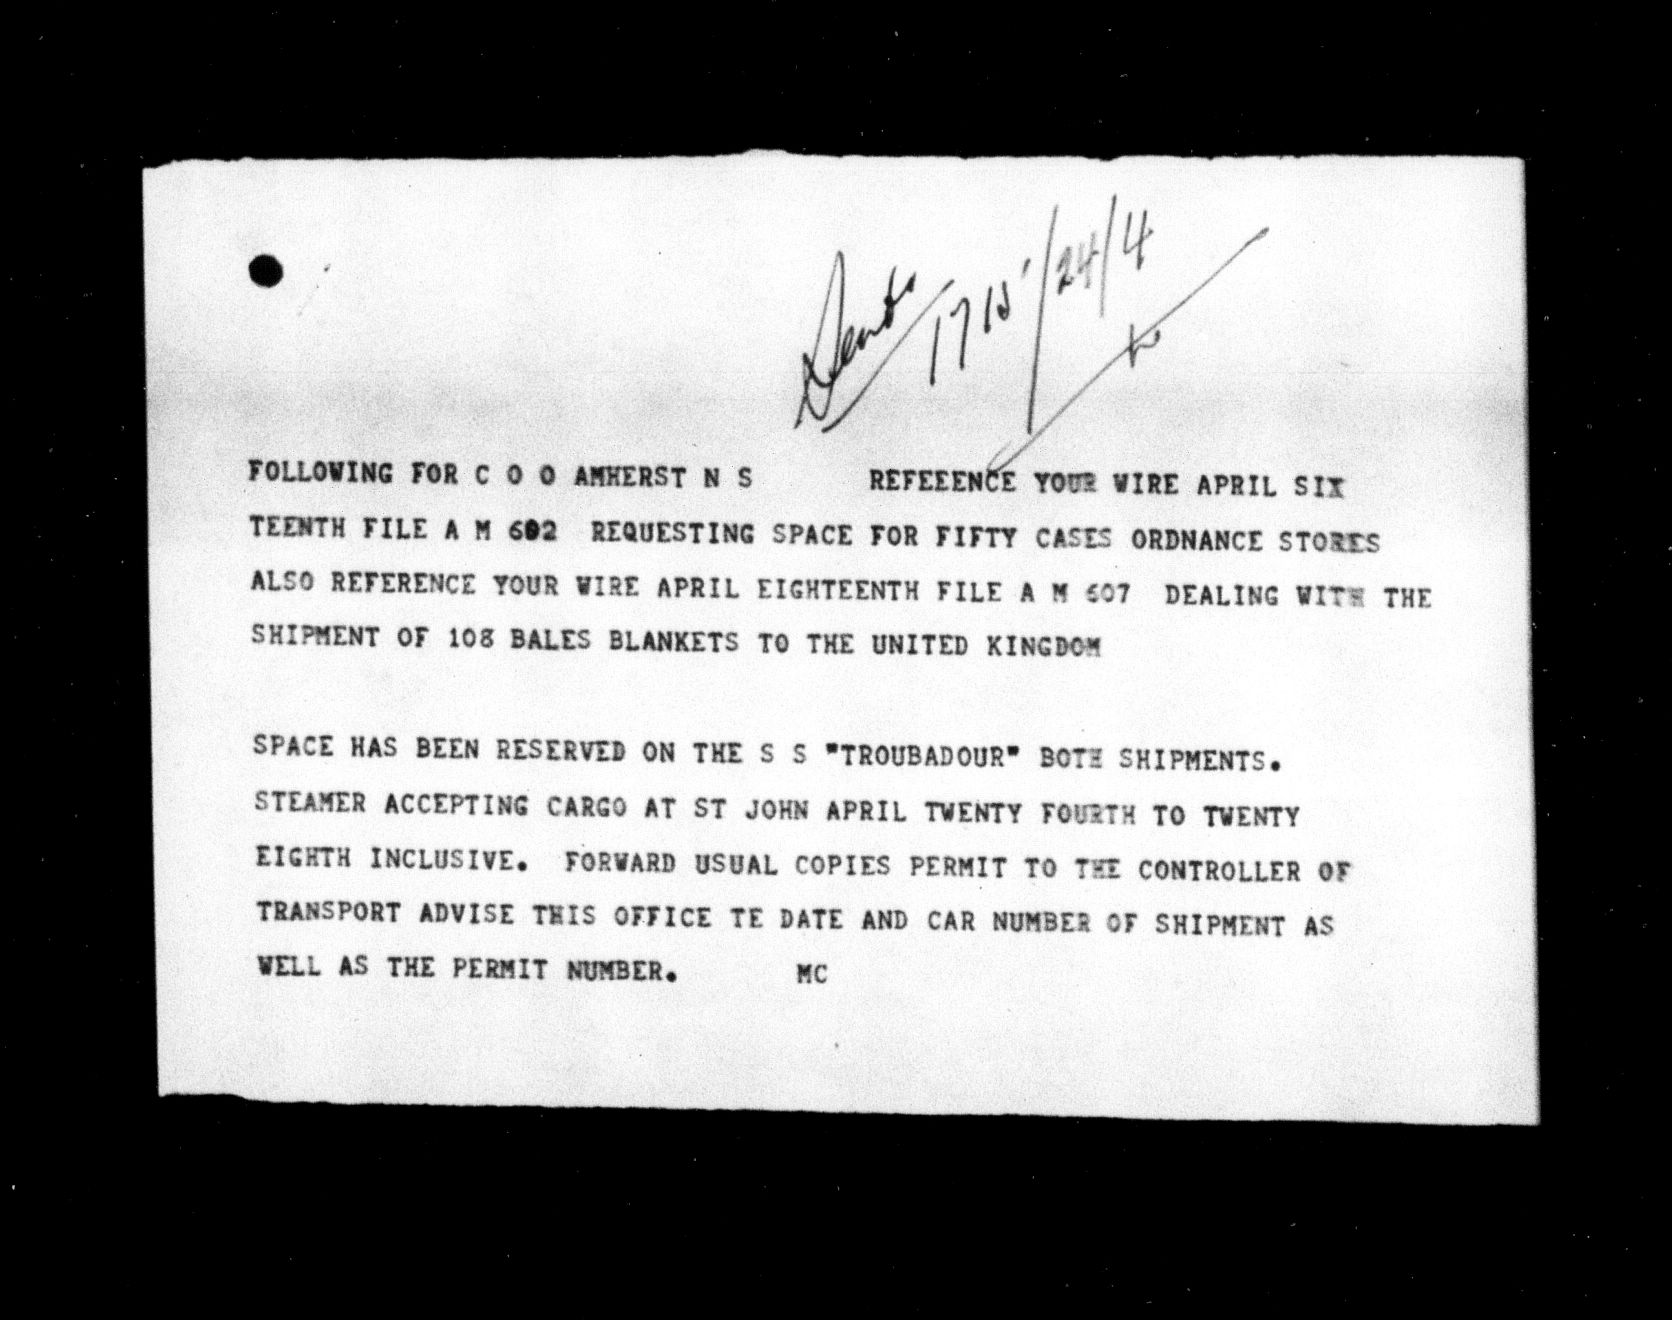 Sent 1715'/24/4
FOLLOWING FOR C O O AMHERST N S REFEEENCE YOUR WIRE APRIL SIX
TEENTH FILE A M 602 REQUESTING SPACE FOR FIFTY CASES ORDNANCE STORES
ALSO REFERENCE YOUR WIRE APRIL EIGHTEENTH FILE A M 607 DEALING WITH THE
SHIPMENT OF 108 BALES BLANKETS TO THE UNITED KINGDOM
SPACE HAS BEEN RESERVED ON THE S S "TROUBADOUR" BOTH SHIPMENTS.
STEAMER ACCEPTING CARGO AT ST JOHN APRIL TWENTY FOURTH TO TWENTY
EIGHTH INCLUSIVE. FORWARD USUAL COPIES PERMIT TO THE CONTROLLER OF
TRANSPORT ADVISE THIS OFFICE TE DATE AND CAR NUMBER OF SHIPMENT AS
WELL AS THE PERMIT NUMBER. MC